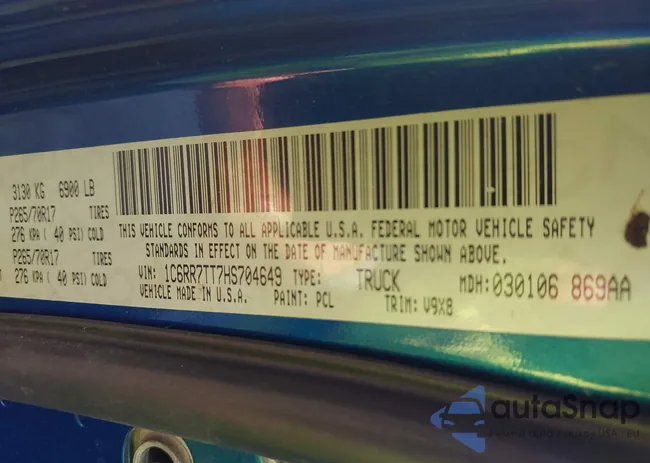 3130 KG 6900 LB
P265/70R17 TIRES
276 KPA ( 40 PSI) COLD
P265/70R17 TIRES
276 KPA ( 40 PSI) COLD
THIS VEHICLE CONFORMS TO ALL APPLICABLE U.S.A. FEDERAL MOTOR VEHICLE SAFETY
STANDARDS IN EFFECT ON THE DATE OF MANUFACTURE SHOWN ABOVE.
VIN: 1C6RR7TT7HS704649 TYPE: TRUCK MDH: 030106 869AA
VEHICLE MADE IN U.S.A. PAINT: PCL TRIM: V9X8
autoSnap